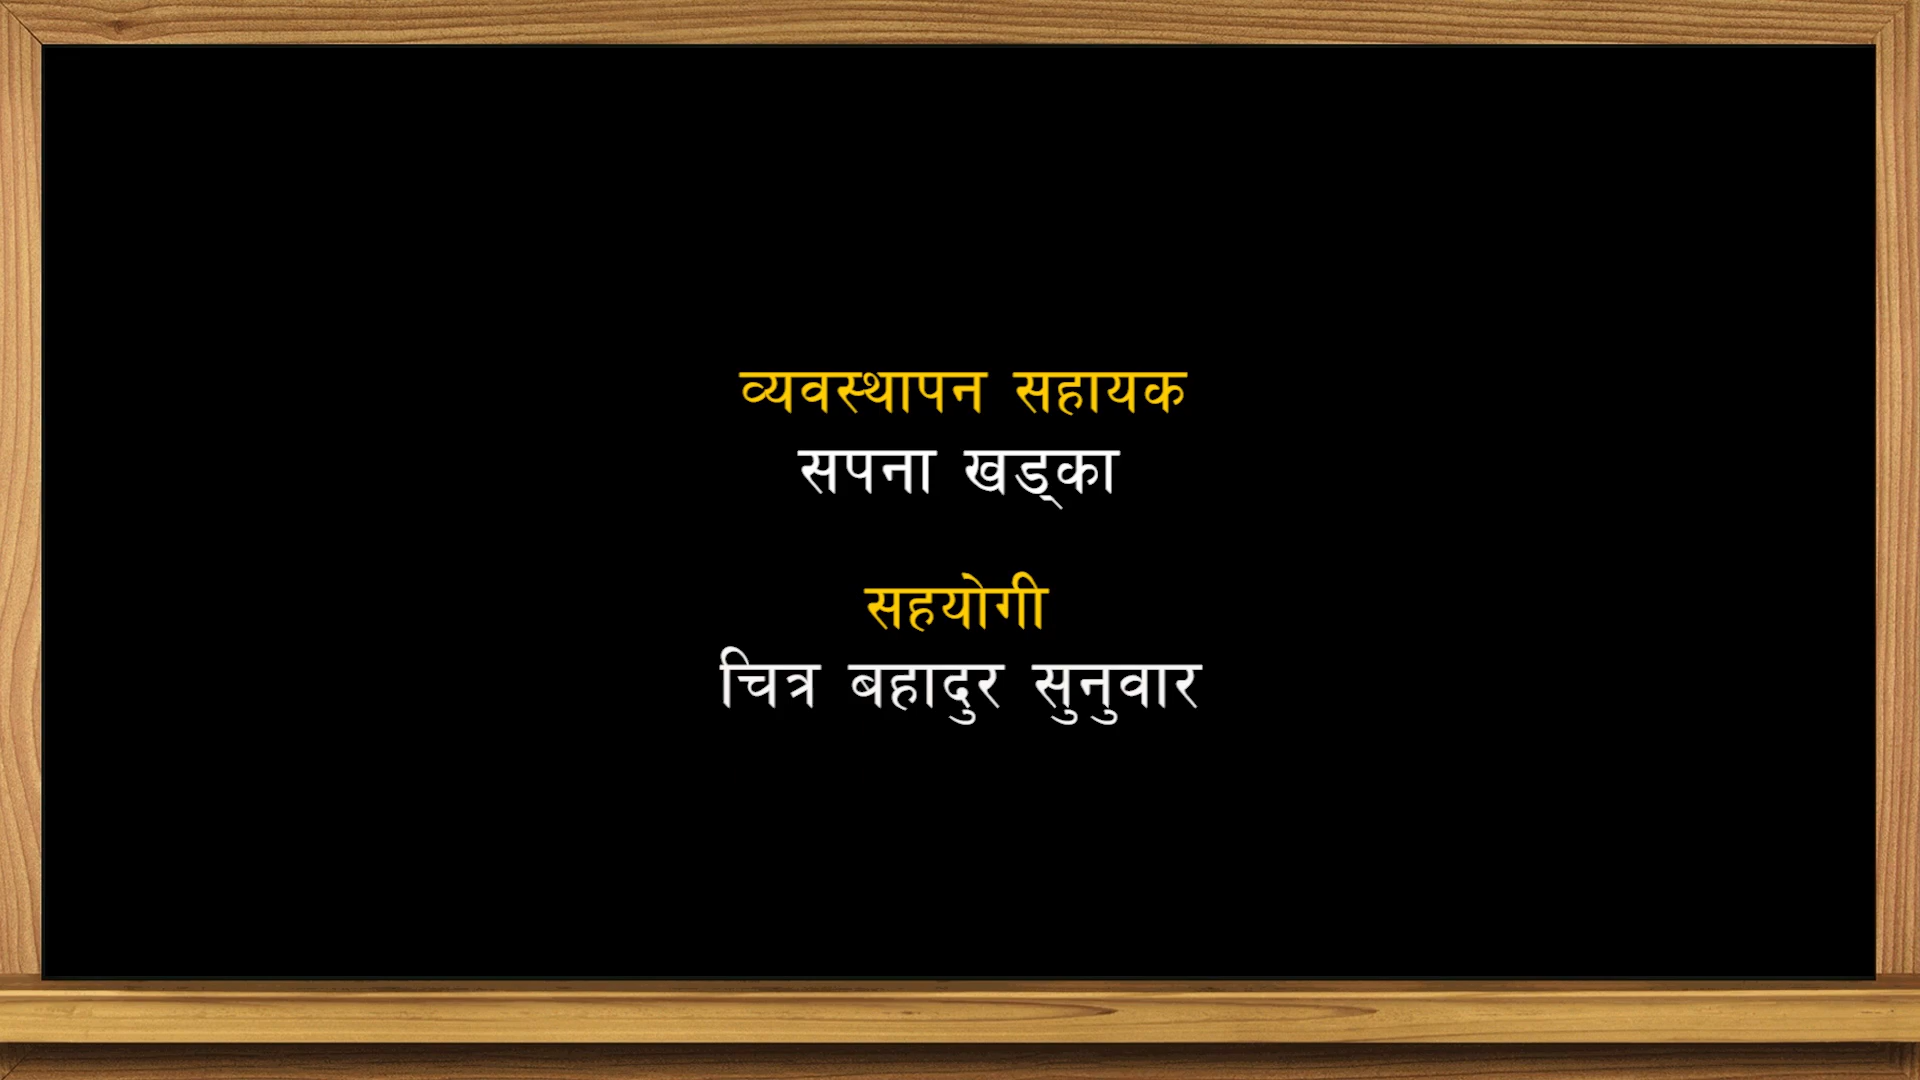 व्यवस्थापन सहायक
सपना खड्का
सहयोगी
चित्र बहादुर सुनुवार